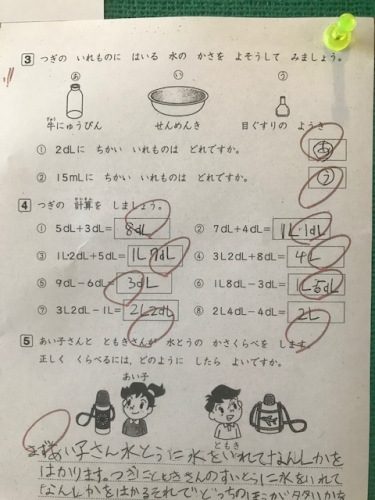 3 つぎの いれものに はいる 水の かさを よそうして みましょう。
あ い う
ぎゅう
牛にゅうびん せんめんき 目ぐすりの ようき
① 2dLに ちかい いれものは どれですか。 あ
② 15mLに ちかい いれものは どれですか。 う
4 つぎの 計算を しましょう。
① 5dL+3dL= 8dL ② 7dL+4dL= 1L・1dL
③ 1L2dL+5dL= 1L7dL ④ 3L2dL+8dL= 4L
⑤ 9dL-6dL= 3dL ⑥ 1L8dL-3dL= 1L5dL
⑦ 3L2dL-1L= 2L2dL ⑧ 2L4dL-4dL= 2L
5 あい子さんと ともきさんが 水とうの かさくらべを します。
正しく くらべるには、どのように したら よいですか。
あい子
ともき
まずあい子さん水とうに水をいれてなんLかを
はかります。つぎにともきさんのすいとうに水をいれて
なんLかをはかるそれでどっちのほうが